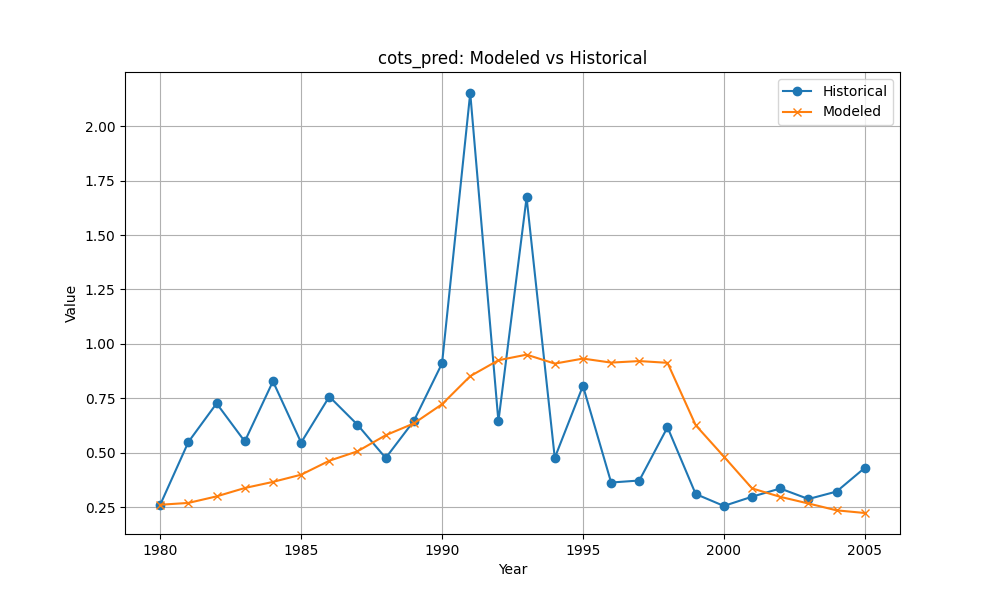 cots_pred: Modeled vs Historical
Historical
Modeled
Value
2.00
1.75
1.50
1.25
1.00
0.75
0.50
0.25
1980 1985 1990 1995 2000 2005
Year